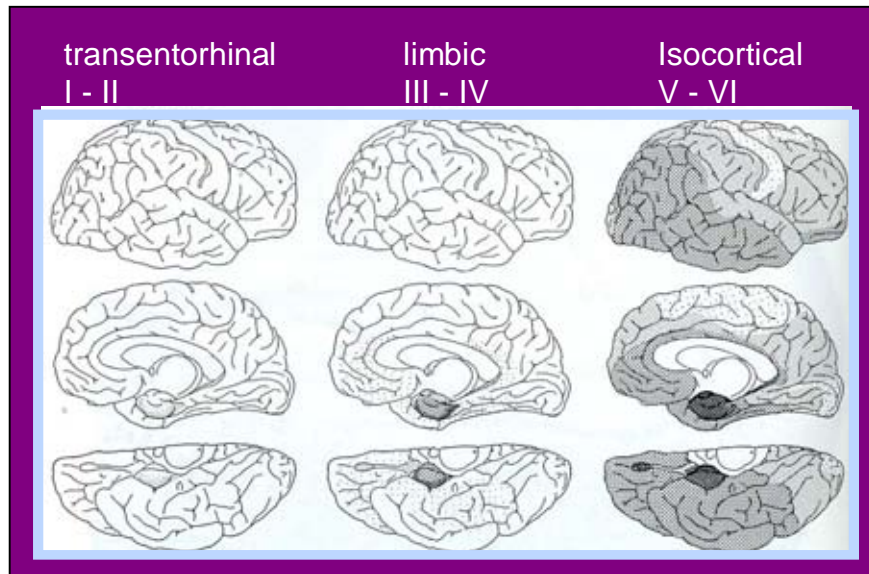 transentorhinal
I - II
limbic
III - IV
Isocortical
V - VI